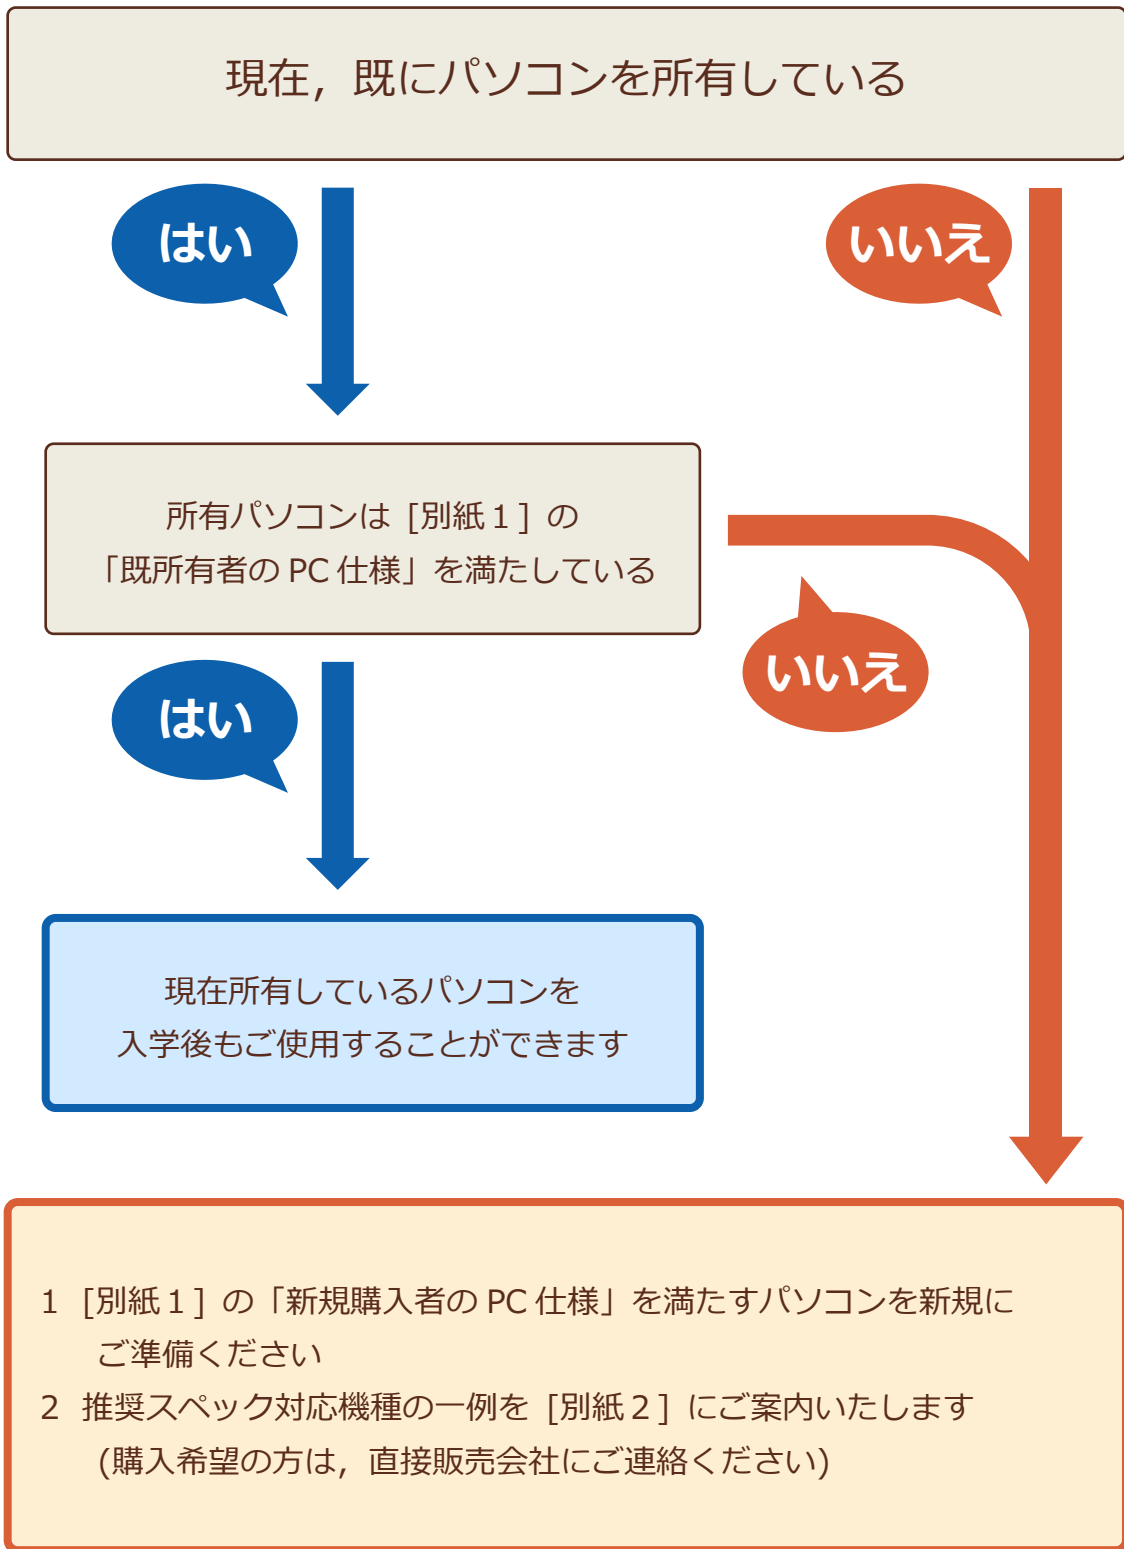 現在，既にパソコンを所有している
はい
いいえ
所有パソコンは［別紙１］の
「既所有者の PC 仕様」を満たしている
いいえ
はい
現在所有しているパソコンを
入学後もご使用することができます
1 ［別紙１］の「新規購入者の PC 仕様」を満たすパソコンを新規に
ご準備ください
2 推奨スペック対応機種の一例を［別紙２］にご案内いたします
(購入希望の方は，直接販売会社にご連絡ください)